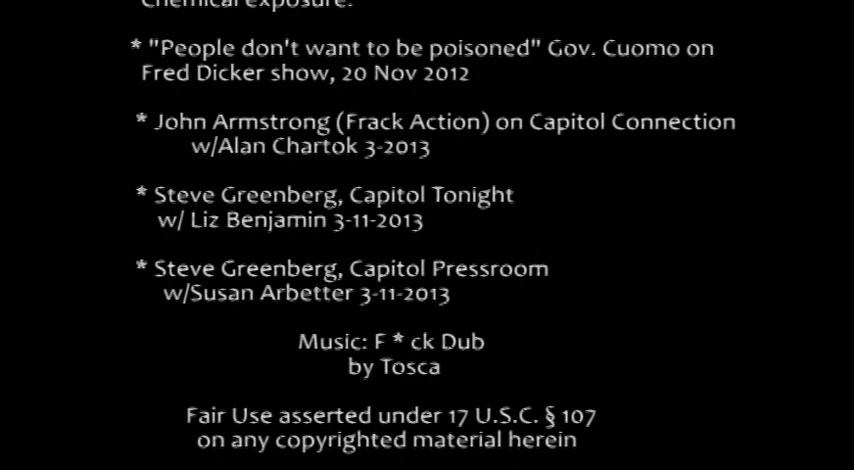 Chemical exposure.
* "People don't want to be poisoned" Gov. Cuomo on
Fred Dicker show, 20 Nov 2012
* John Armstrong (Frack Action) on Capitol Connection
w/Alan Chartok 3-2013
* Steve Greenberg, Capitol Tonight
w/ Liz Benjamin 3-11-2013
* Steve Greenberg, Capitol Pressroom
w/Susan Arbetter 3-11-2013
Music: F * ck Dub
by Tosca
Fair Use asserted under 17 U.S.C. § 107
on any copyrighted material herein